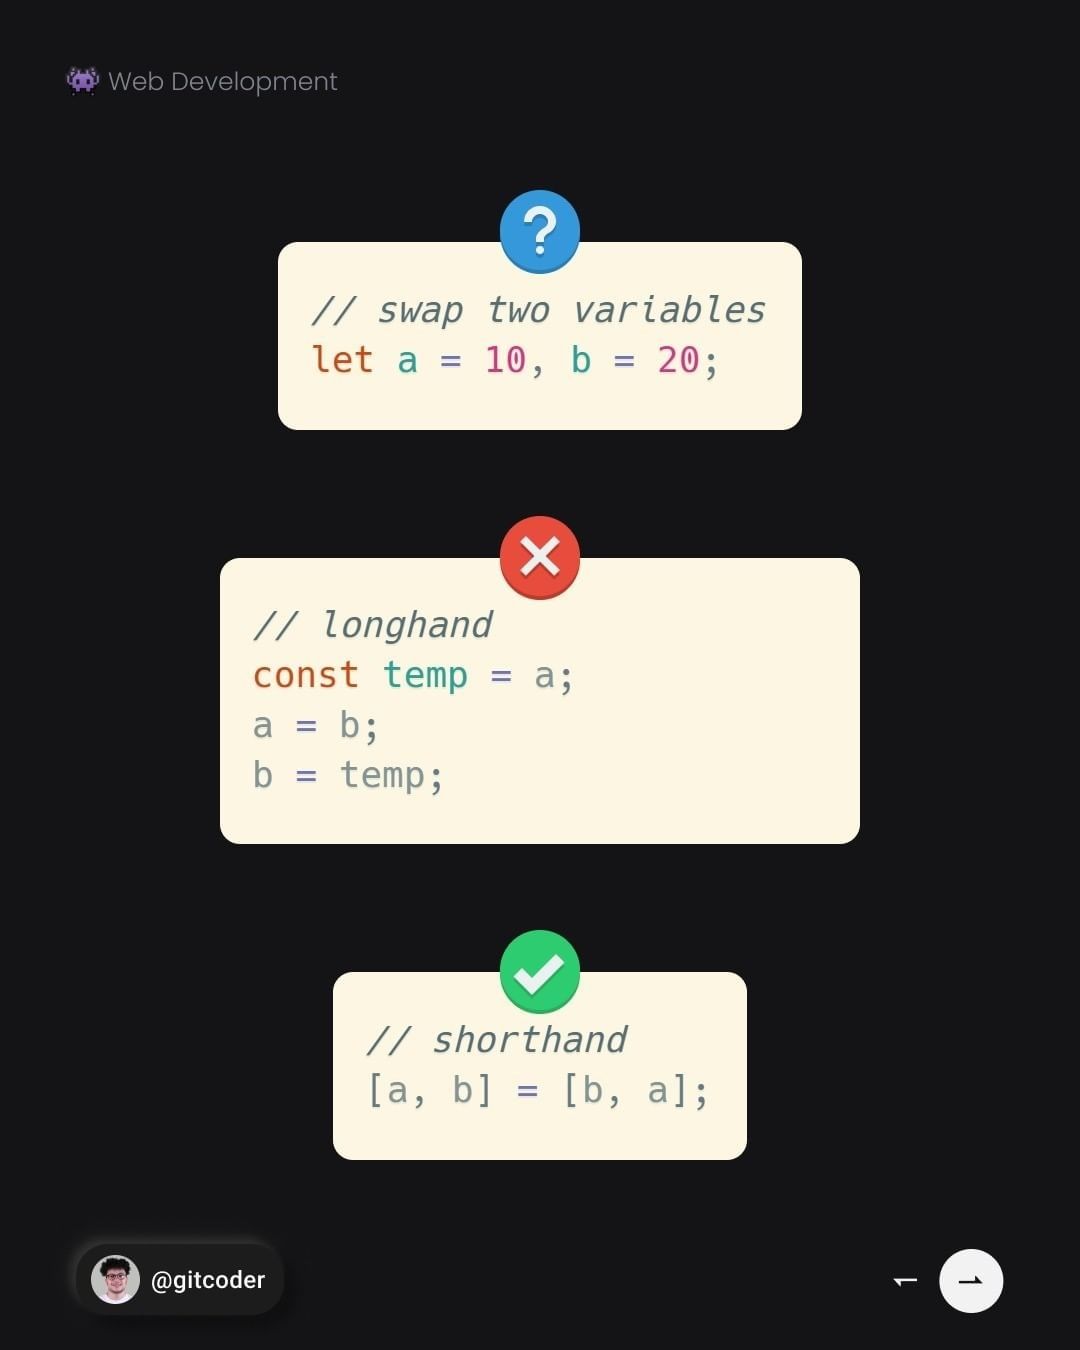 Web Development
// swap two variables
let a = 10, b = 20;
// longhand
const temp = a;
a = b;
b = temp;
// shorthand
[a, b] = [b, a];
@gitcoder